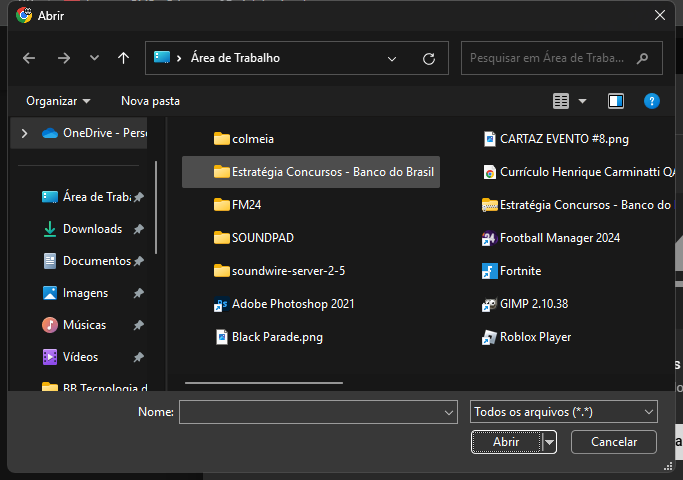 Abrir
Área de Trabalho
Pesquisar em Área de Traba...
Organizar
Nova pasta
OneDrive - Perso
Área de Traba
Downloads
Documentos
Imagens
Músicas
Vídeos
BB Tecnologia d
colmeia
Estratégia Concursos - Banco do Brasil
FM24
SOUNDPAD
soundwire-server-2-5
Adobe Photoshop 2021
Black Parade.png
CARTAZ EVENTO #8.png
Currículo Henrique Carminatti QA
Estratégia Concursos - Banco do
Football Manager 2024
Fortnite
GIMP 2.10.38
Roblox Player
Nome:
Todos os arquivos (*.*)
Abrir
Cancelar